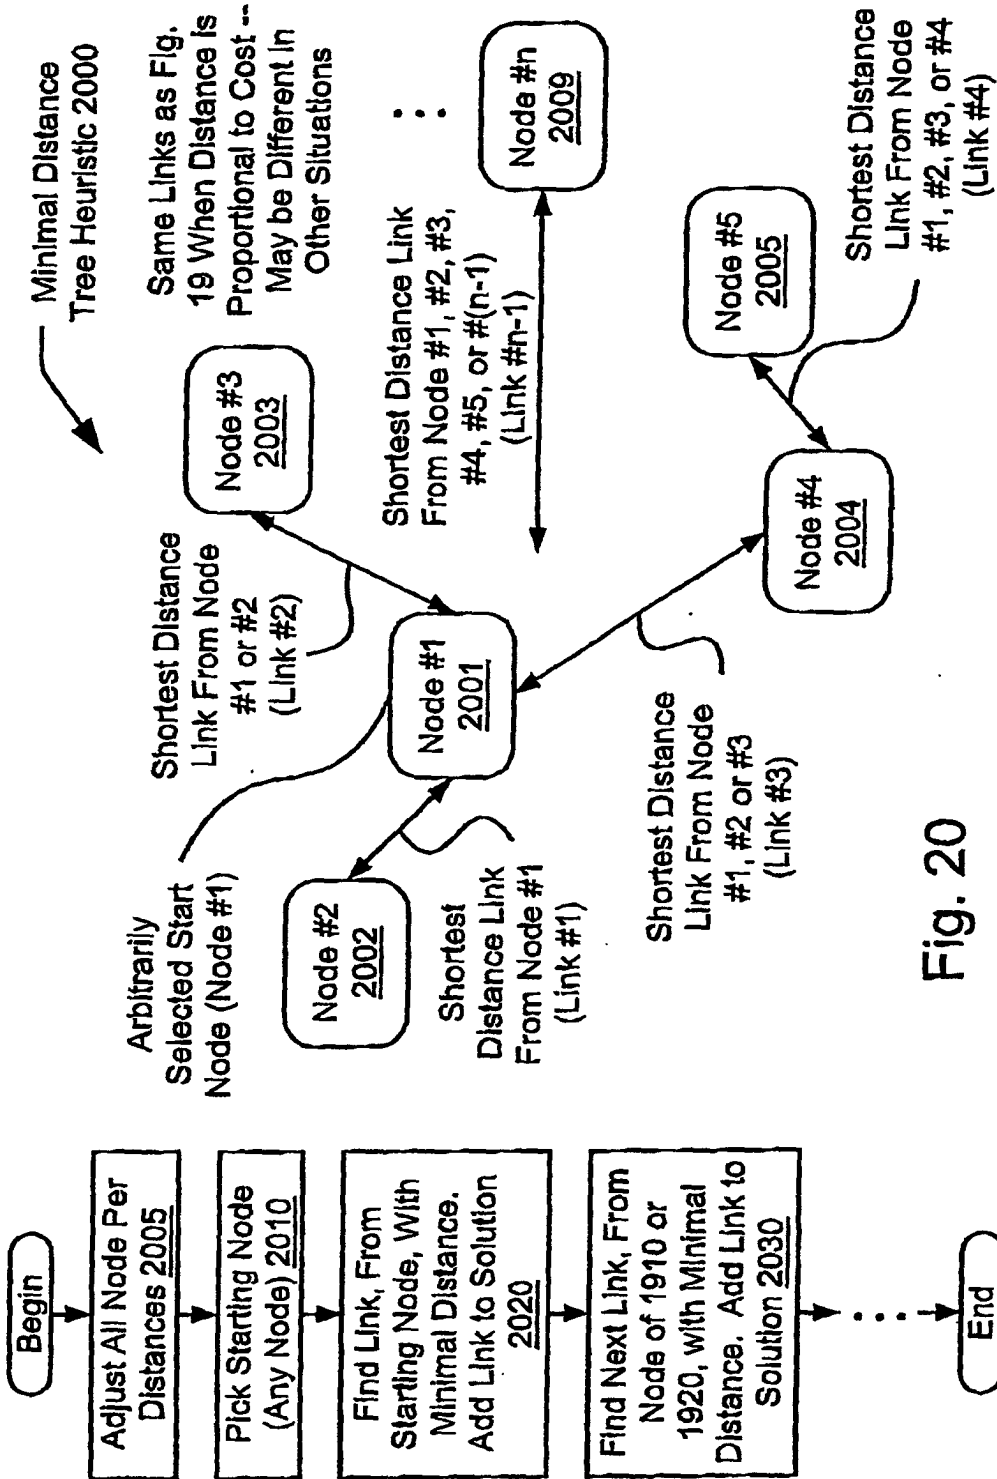 Begin
Adjust All Node Per
Distances 2005
Pick Starting Node
(Any Node) 2010
Find Link, From
Starting Node, With
Minimal Distance.
Add Link to Solution
2020
Find Next Link, From
Node of 1910 or
1920, with Minimal
Distance. Add Link to
Solution 2030
End
Minimal Distance
Tree Heuristic 2000
Same Links as Fig.
19 When Distance is
Proportional to Cost --
May be Different In
Other Situations
Arbitrarily
Selected Start
Node (Node #1)
Shortest Distance
Link From Node
#1 or #2
(Link #2)
Node #3
2003
Node #2
2002
Node #1
2001
Shortest
Distance Link
From Node #1
(Link #1)
Shortest Distance Link
From Node #1, #2, #3,
#4, #5, or #(n-1)
(Link #n-1)
Node #n
2009
Shortest Distance
Link From Node
#1, #2 or #3
(Link #3)
Node #4
2004
Node #5
2005
Shortest Distance
Link From Node
#1, #2, #3, or #4
(Link #4)
Fig. 20